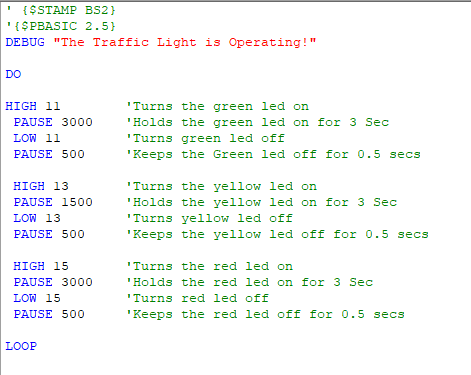 ' {$STAMP BS2}
'{$PBASIC 2.5}
DEBUG "The Traffic Light is Operating!"
DO
HIGH 11 'Turns the green led on
PAUSE 3000 'Holds the green led on for 3 Sec
LOW 11 'Turns green led off
PAUSE 500 'Keeps the Green led off for 0.5 secs
HIGH 13 'Turns the yellow led on
PAUSE 1500 'Holds the yellow led on for 3 Sec
LOW 13 'Turns yellow led off
PAUSE 500 'Keeps the yellow led off for 0.5 secs
HIGH 15 'Turns the red led on
PAUSE 3000 'Holds the red led on for 3 Sec
LOW 15 'Turns red led off
PAUSE 500 'Keeps the red led off for 0.5 secs
LOOP